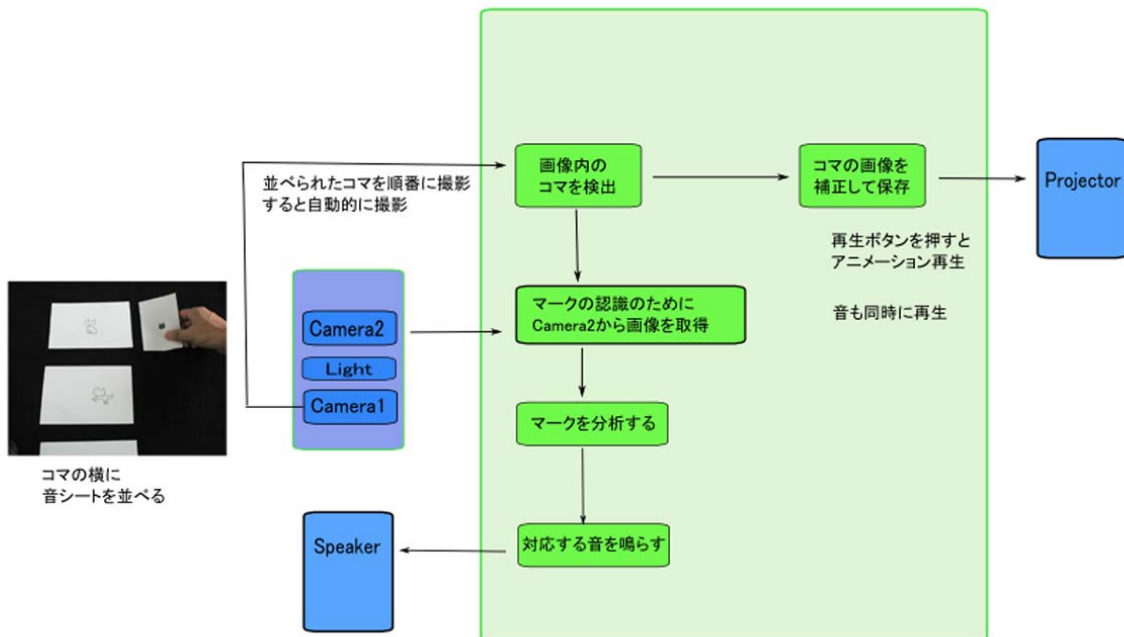 並べられたコマを順番に撮影
すると自動的に撮影
画像内の
コマを検出
コマの画像を
補正して保存
Projector
再生ボタンを押すと
アニメーション再生
音も同時に再生
Camera2
Light
Camera1
マークの認識のために
Camera2から画像を取得
マークを分析する
コマの横に
音シートを並べる
対応する音を鳴らす
Speaker